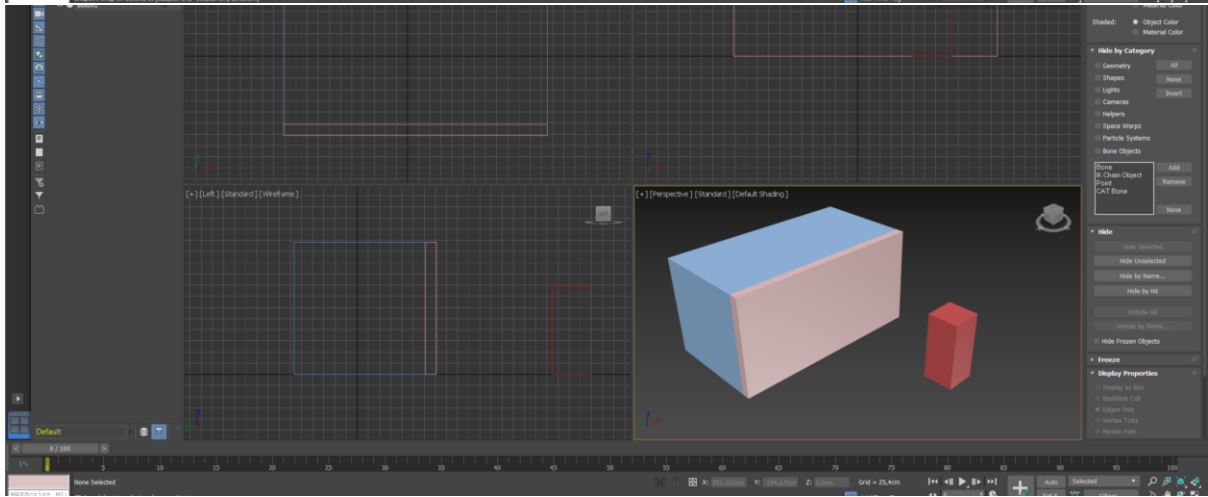 Material Color
Shaded:
Object Color
Material Color
Hide by Category
Geometry
All
Shapes
None
Lights
Invert
Cameras
Helpers
Space Warps
Particle Systems
Bone Objects
Bone
Add
IK Chain Object
Remove
Point
CAT Bone
None
Hide
Hide Selected
Hide Unselected
Hide by Name...
Hide by Hit
Unhide All
Unhide by Name...
Hide Frozen Objects
Freeze
Display Properties
Display as Box
Backface Cull
Edges Only
Vertex Ticks
Motion Path
[+] [Left] [Standard] [Wireframe]
[+] [Perspective] [Standard] [Default Shading]
Default
0 / 100
0 5 10 15 20 25 30 35 40 45 50 55 60 65 70 75 80 85 90 95 100
None Selected
X:
Y:
Z:
Grid = 25,4cm
Auto
Selected